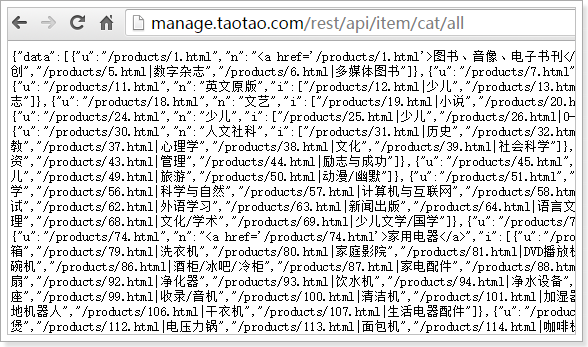 manage.taotao.com/rest/api/item/cat/all
{"data":[{"u":"/products/1.html","n":"<a href='/products/1.html'>图书、音像、电子书刊</
创","/products/5.html|数字杂志","/products/6.html|多媒体图书"]},{"u":"/products/7.html"
{"u":"/products/11.html","n":"英文原版","i":["/products/12.html|少儿","/products/13.htm
志"]},{"u":"/products/18.html","n":"文艺","i":["/products/19.html|小说","/products/20.h
{"u":"/products/24.html","n":"少儿","i":["/products/25.html|少儿","/products/26.html|0-
{"u":"/products/30.html","n":"人文社科","i":["/products/31.html|历史","/products/32.htm
教","/products/37.html|心理学","/products/38.html|文化","/products/39.html|社会科学"]},
资","/products/43.html|管理","/products/44.html|励志与成功"]},{"u":"/products/45.html",
儿","/products/49.html|旅游","/products/50.html|动漫/幽默"]},{"u":"/products/51.html","
学","/products/56.html|科学与自然","/products/57.html|计算机与互联网","/products/58.htm
试","/products/62.html|外语学习","/products/63.html|新闻出版","/products/64.html|语言文
理","/products/68.html|文化/学术","/products/69.html|少儿文学/国学"]},{"u":"/products/7
{"u":"/products/74.html","n":"<a href='/products/74.html'>家用电器</a>","i":[{"u":"/pro
箱","/products/79.html|洗衣机","/products/80.html|家庭影院","/products/81.html|DVD播放机
碗机","/products/86.html|酒柜/冰吧/冷柜","/products/87.html|家电配件","/products/88.htm
扇","/products/92.html|净化器","/products/93.html|饮水机","/products/94.html|净水设备",
座","/products/99.html|收录/音机","/products/100.html|清洁机","/products/101.html|加湿器
地机器人","/products/106.html|干衣机","/products/107.html|生活电器配件"]},{"u":"/product
煲","/products/112.html|电压力锅","/products/113.html|面包机","/products/114.html|咖啡机